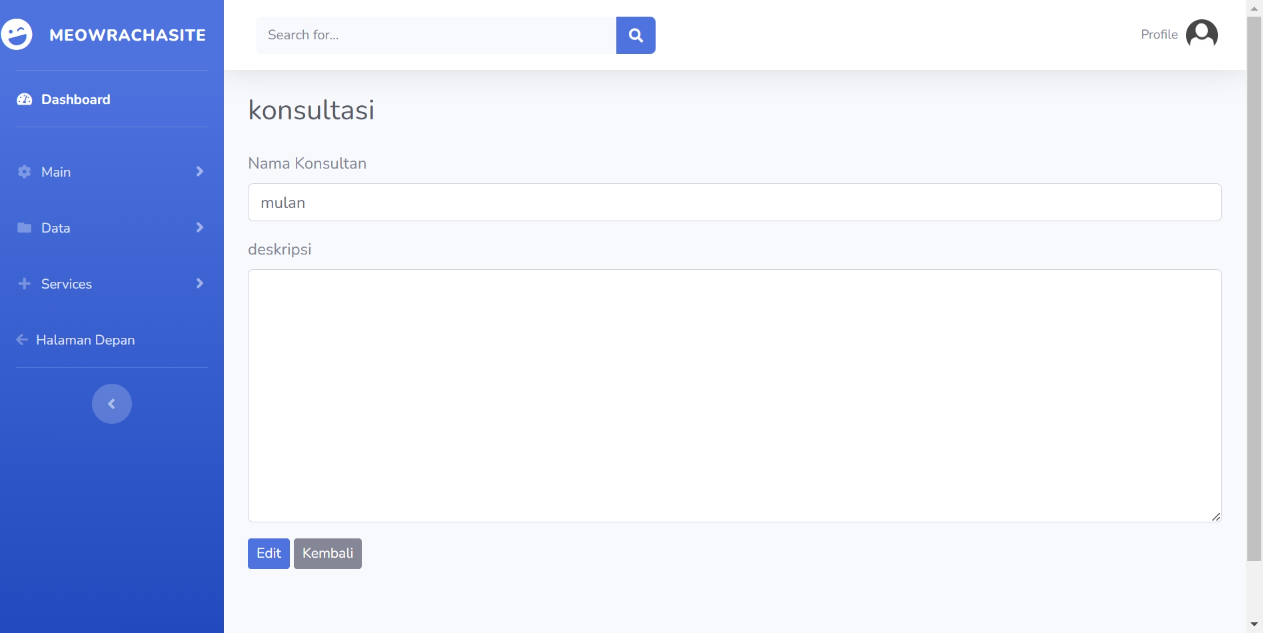 MEOWRACHASITE
Search for...
Profile
Dashboard
Main
Data
Services
Halaman Depan
konsultasi
Nama Konsultan
mulan
deskripsi
Edit
Kembali